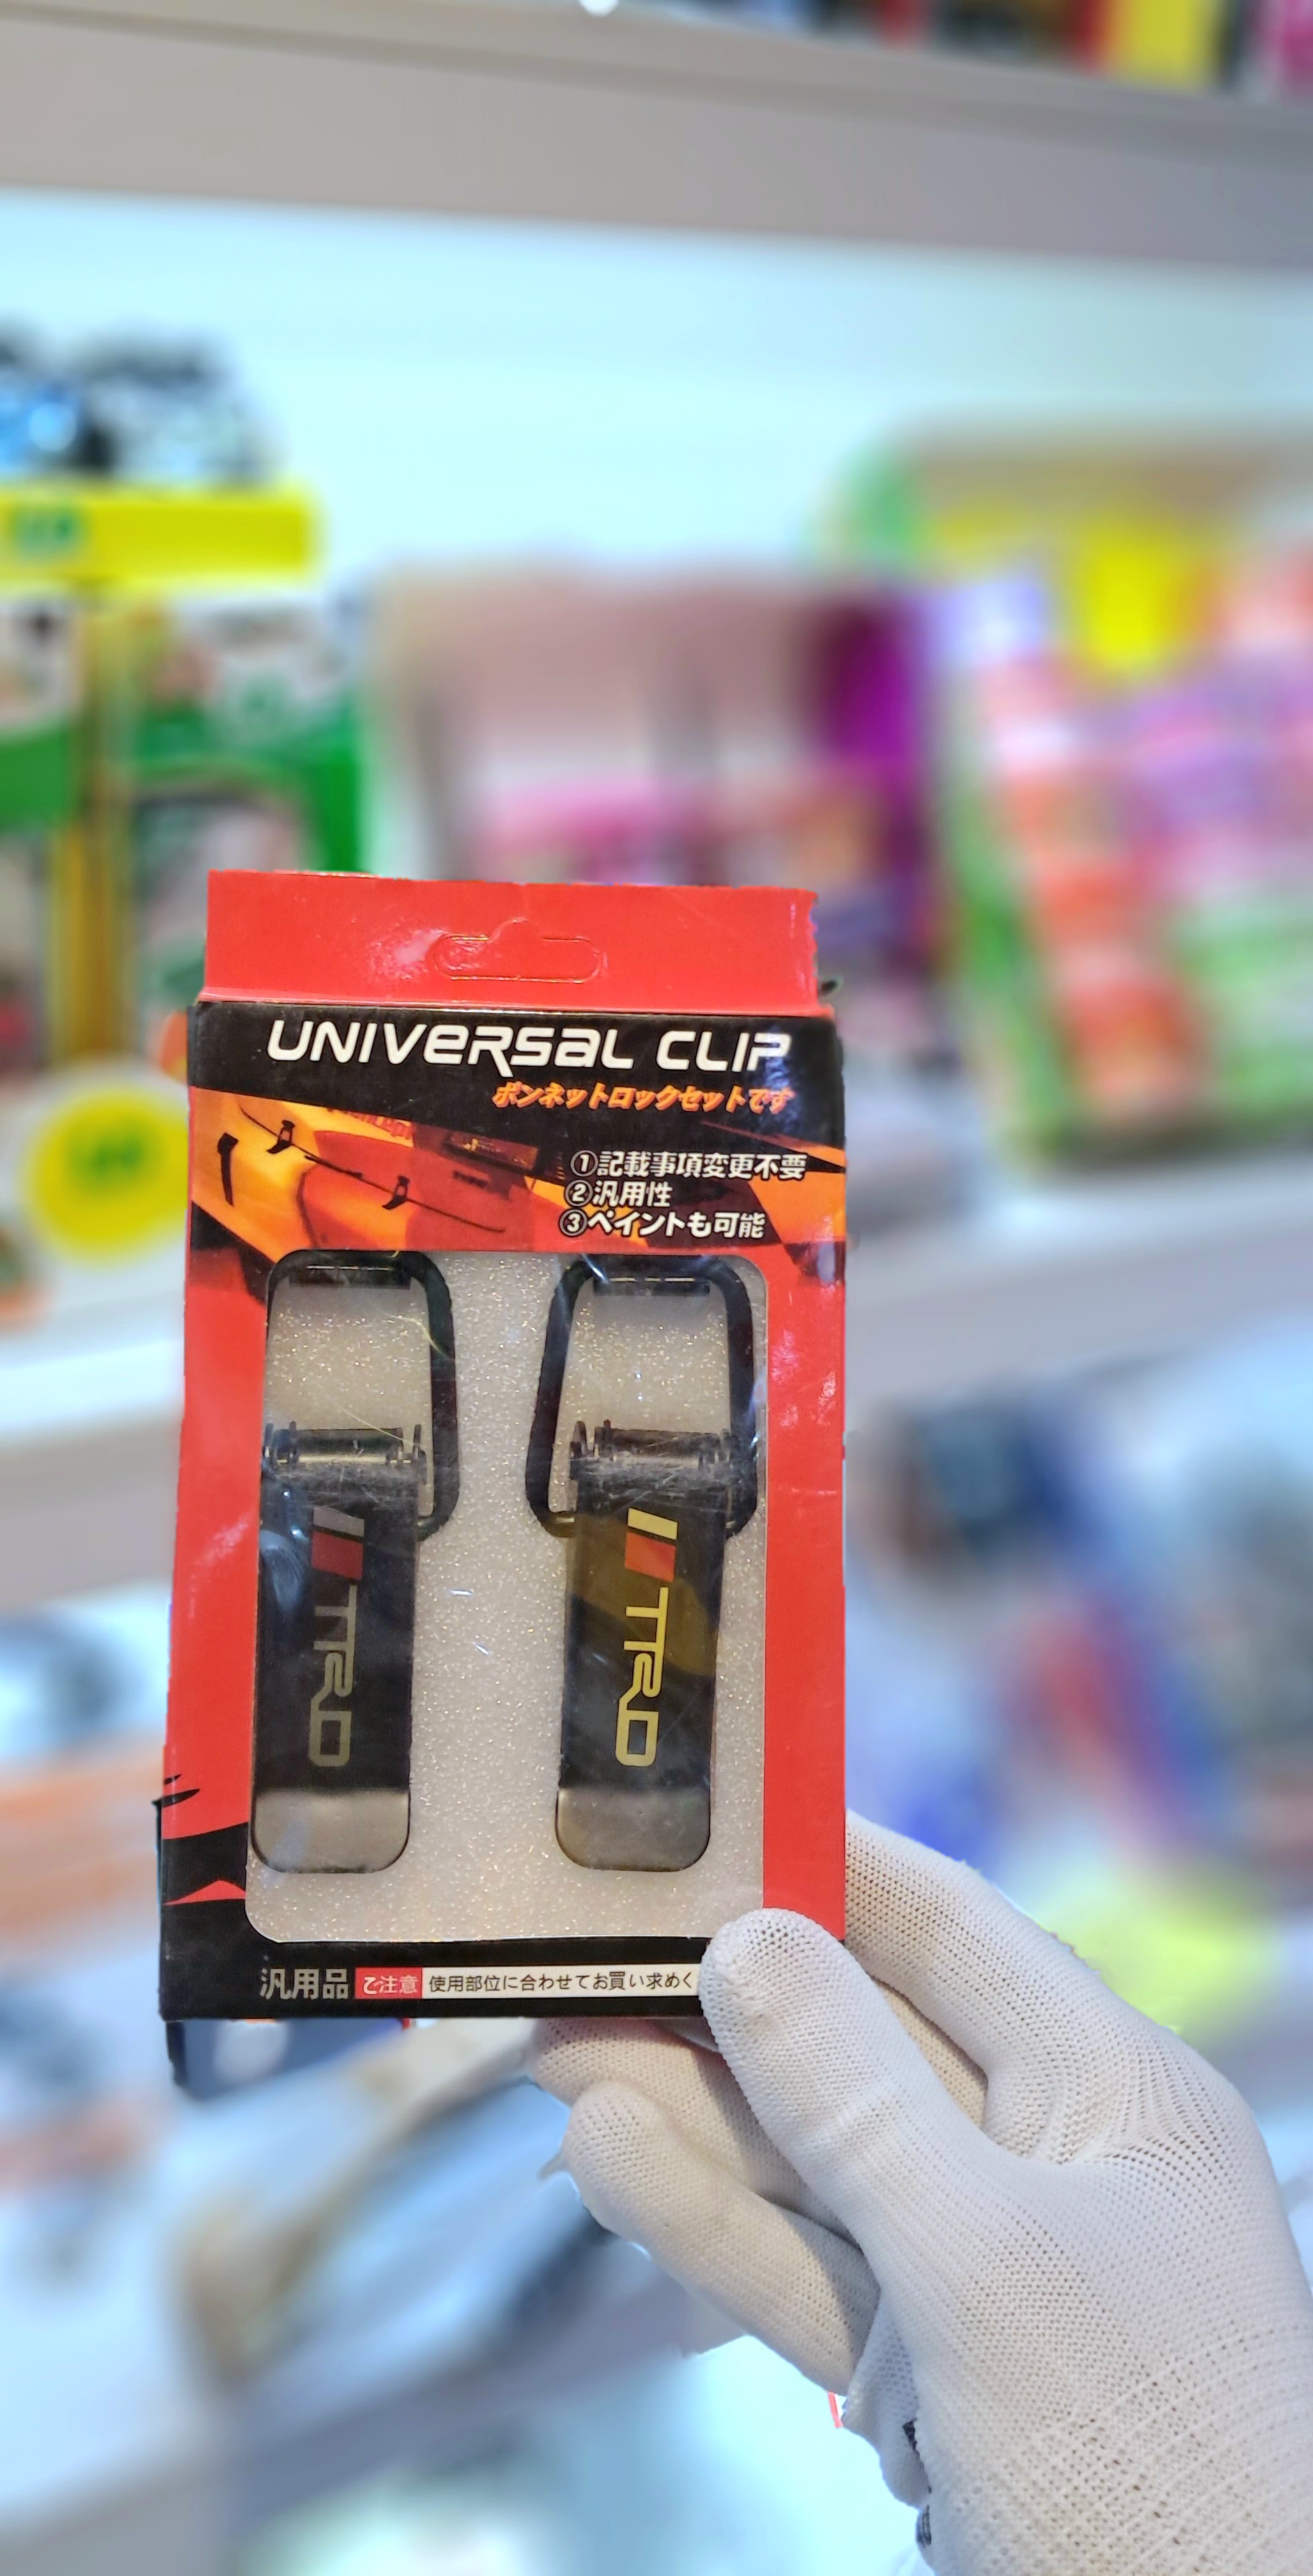 UNIVERSAL CLIP
ボンネットロックセットです
①記載事項変更不要
②汎用性
③ペイントも可能
TRD
TRD
汎用品 ご注意 使用部位に合わせてお買い求めく